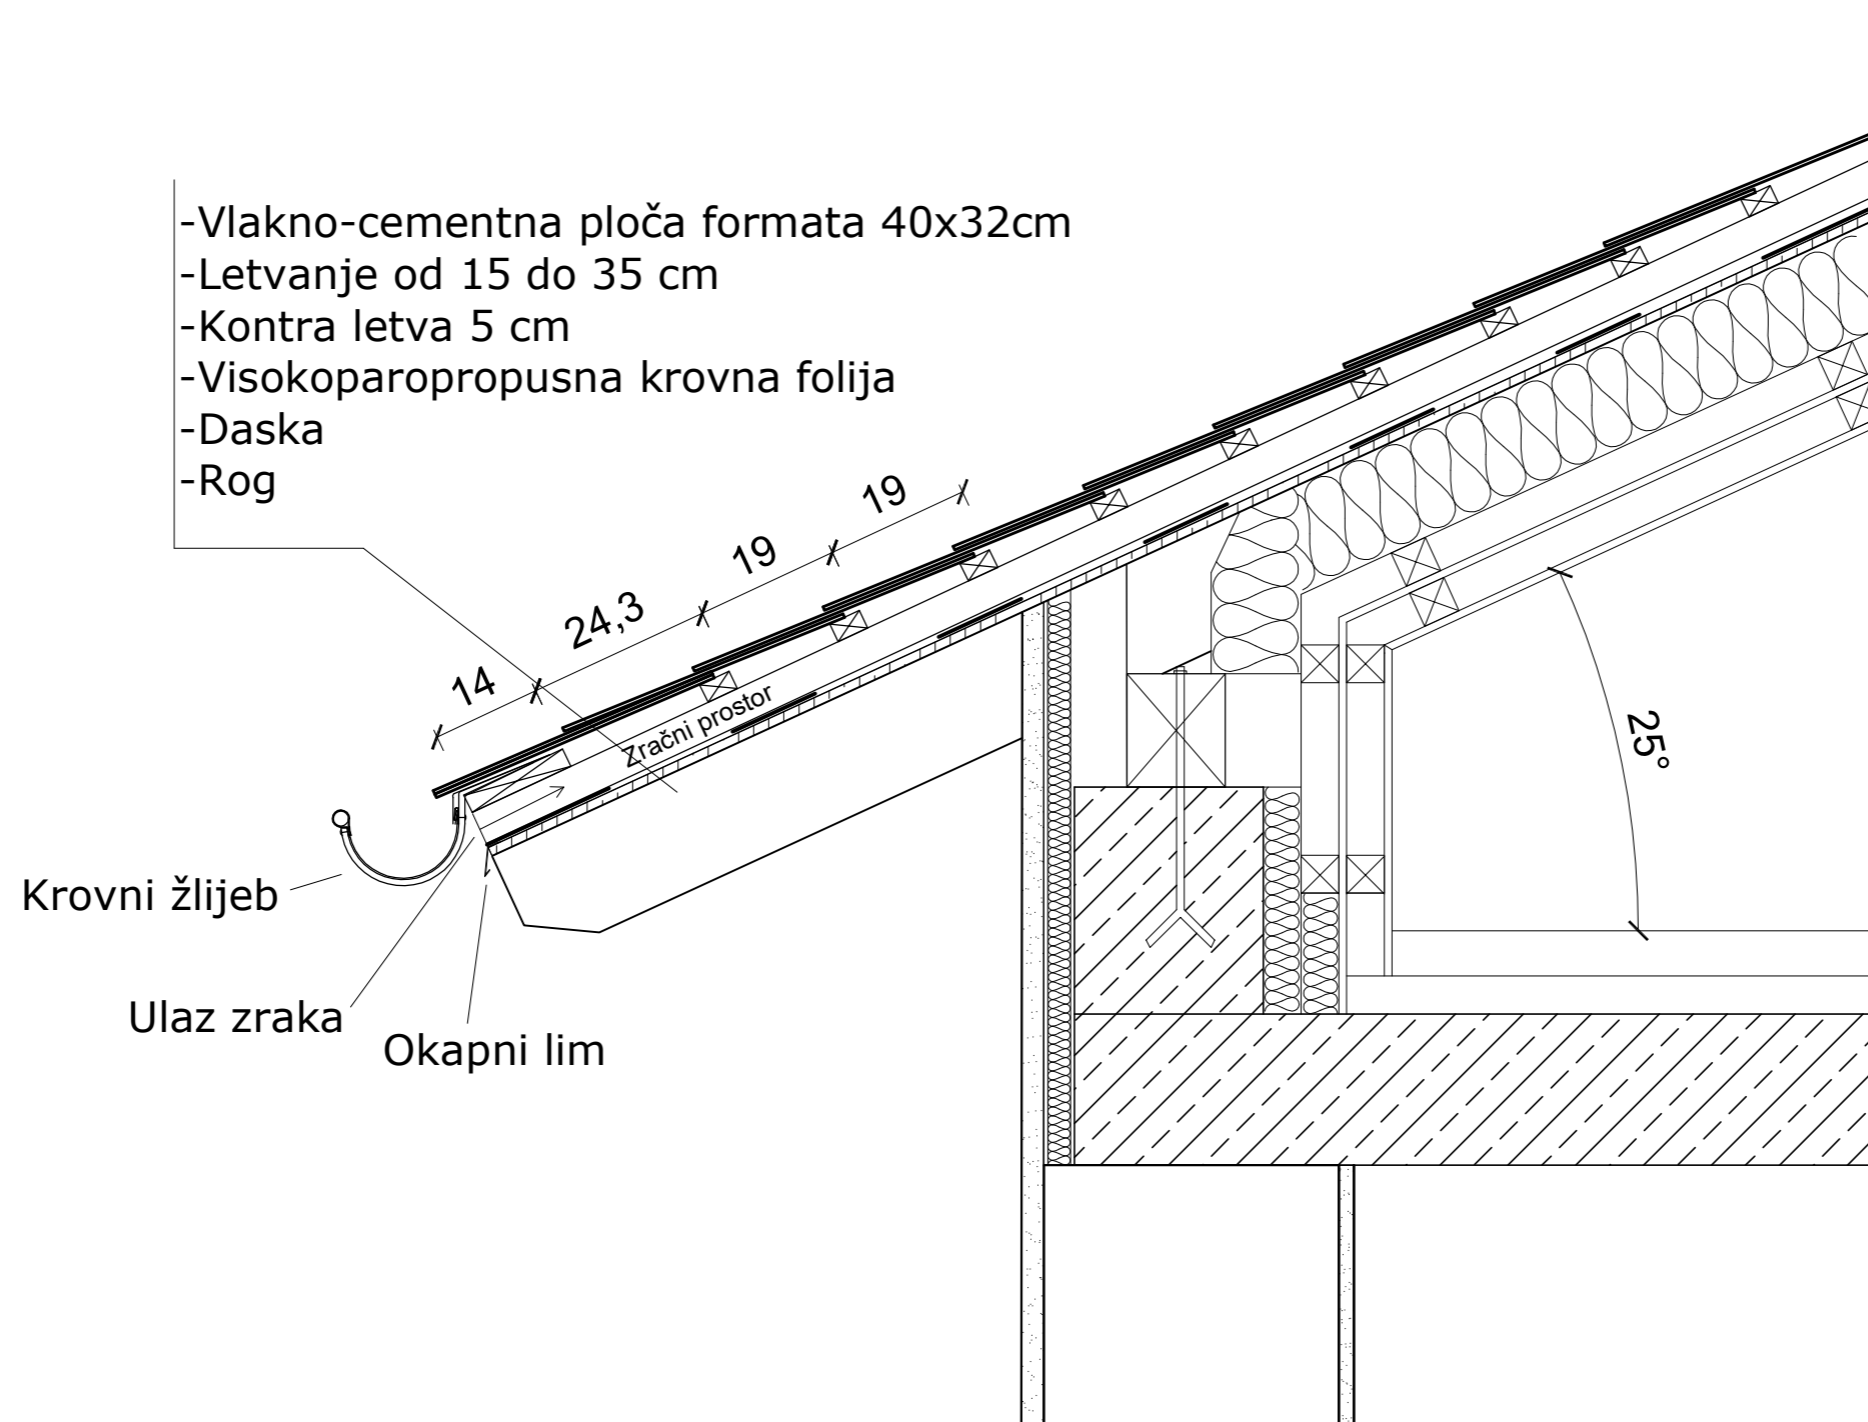 -Vlakno-cementna ploča formata 40x32cm
-Letvanje od 15 do 35 cm
-Kontra letva 5 cm
-Visokoparopropusna krovna folija
-Daska
-Rog
19
19
24,3
14
Zračni prostor
25°
Krovni žlijeb
Ulaz zraka
Okapni lim